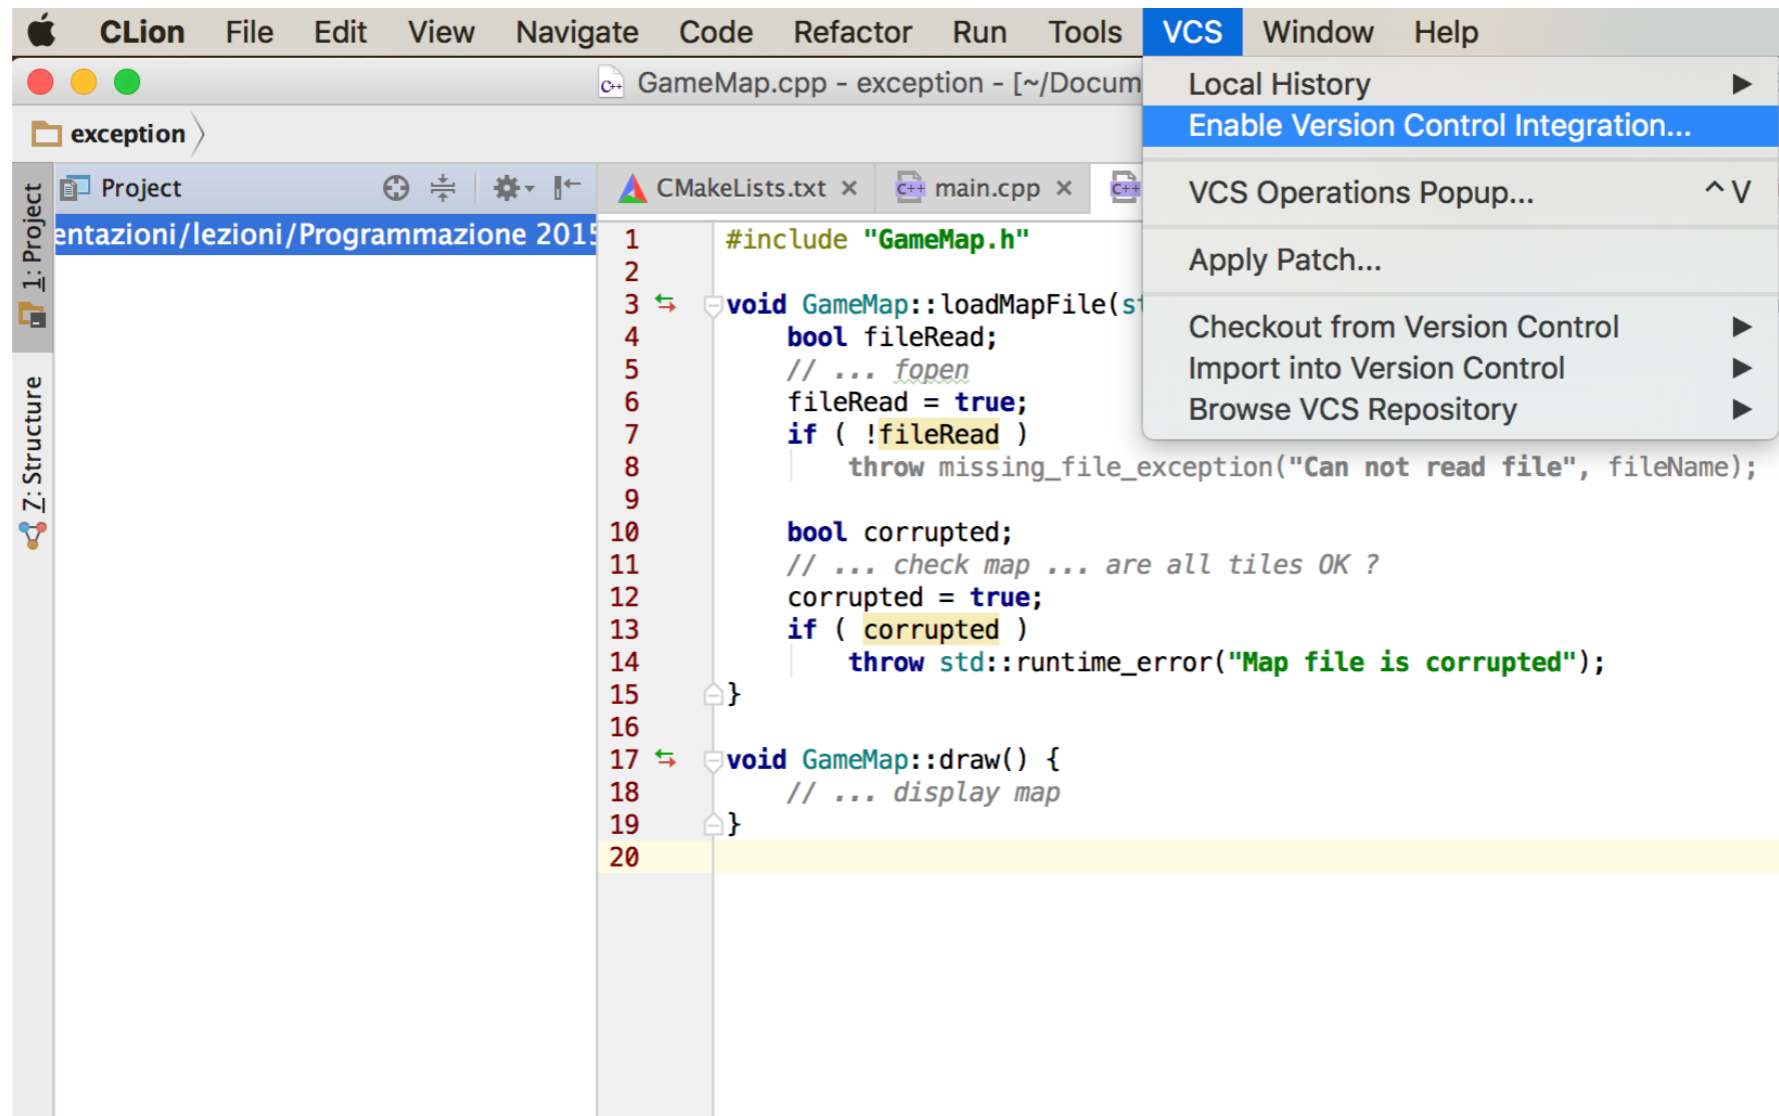 CLion File Edit View Navigate Code Refactor Run Tools VCS Window Help
GameMap.cpp - exception - [~/Docum
exception
Local History
Enable Version Control Integration...
VCS Operations Popup... ^V
Apply Patch...
Checkout from Version Control
Import into Version Control
Browse VCS Repository
1: Project
Z: Structure
Project
entazioni/lezioni/Programmazione 2015
CMakeLists.txt × main.cpp ×
1 #include "GameMap.h"
2
3 void GameMap::loadMapFile(st
4 bool fileRead;
5 // ... fopen
6 fileRead = true;
7 if ( !fileRead )
8 throw missing_file_exception("Can not read file", fileName);
9
10 bool corrupted;
11 // ... check map ... are all tiles OK ?
12 corrupted = true;
13 if ( corrupted )
14 throw std::runtime_error("Map file is corrupted");
15 }
16
17 void GameMap::draw() {
18 // ... display map
19 }
20